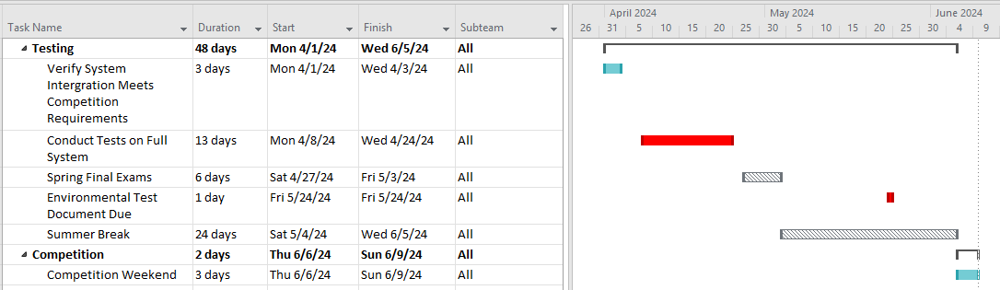 April 2024 May 2024 June 2024
Task Name Duration Start Finish Subteam 26 31 5 10 15 20 25 30 5 10 15 20 25 30 4 9
Testing 48 days Mon 4/1/24 Wed 6/5/24 All
Verify System 3 days Mon 4/1/24 Wed 4/3/24 All
Intergration Meets
Competition
Requirements
Conduct Tests on Full 13 days Mon 4/8/24 Wed 4/24/24 All
System
Spring Final Exams 6 days Sat 4/27/24 Fri 5/3/24 All
Environmental Test 1 day Fri 5/24/24 Fri 5/24/24 All
Document Due
Summer Break 24 days Sat 5/4/24 Wed 6/5/24 All
Competition 2 days Thu 6/6/24 Sun 6/9/24 All
Competition Weekend 3 days Thu 6/6/24 Sun 6/9/24 All